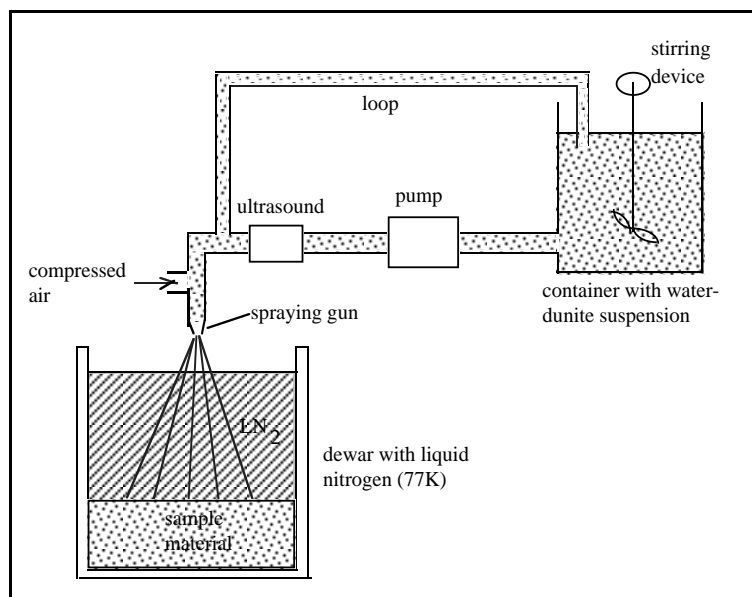 stirring
device
loop
ultrasound
pump
compressed
air
container with water-
dunite suspension
spraying gun
LN2
dewar with liquid
nitrogen (77K)
sample
material